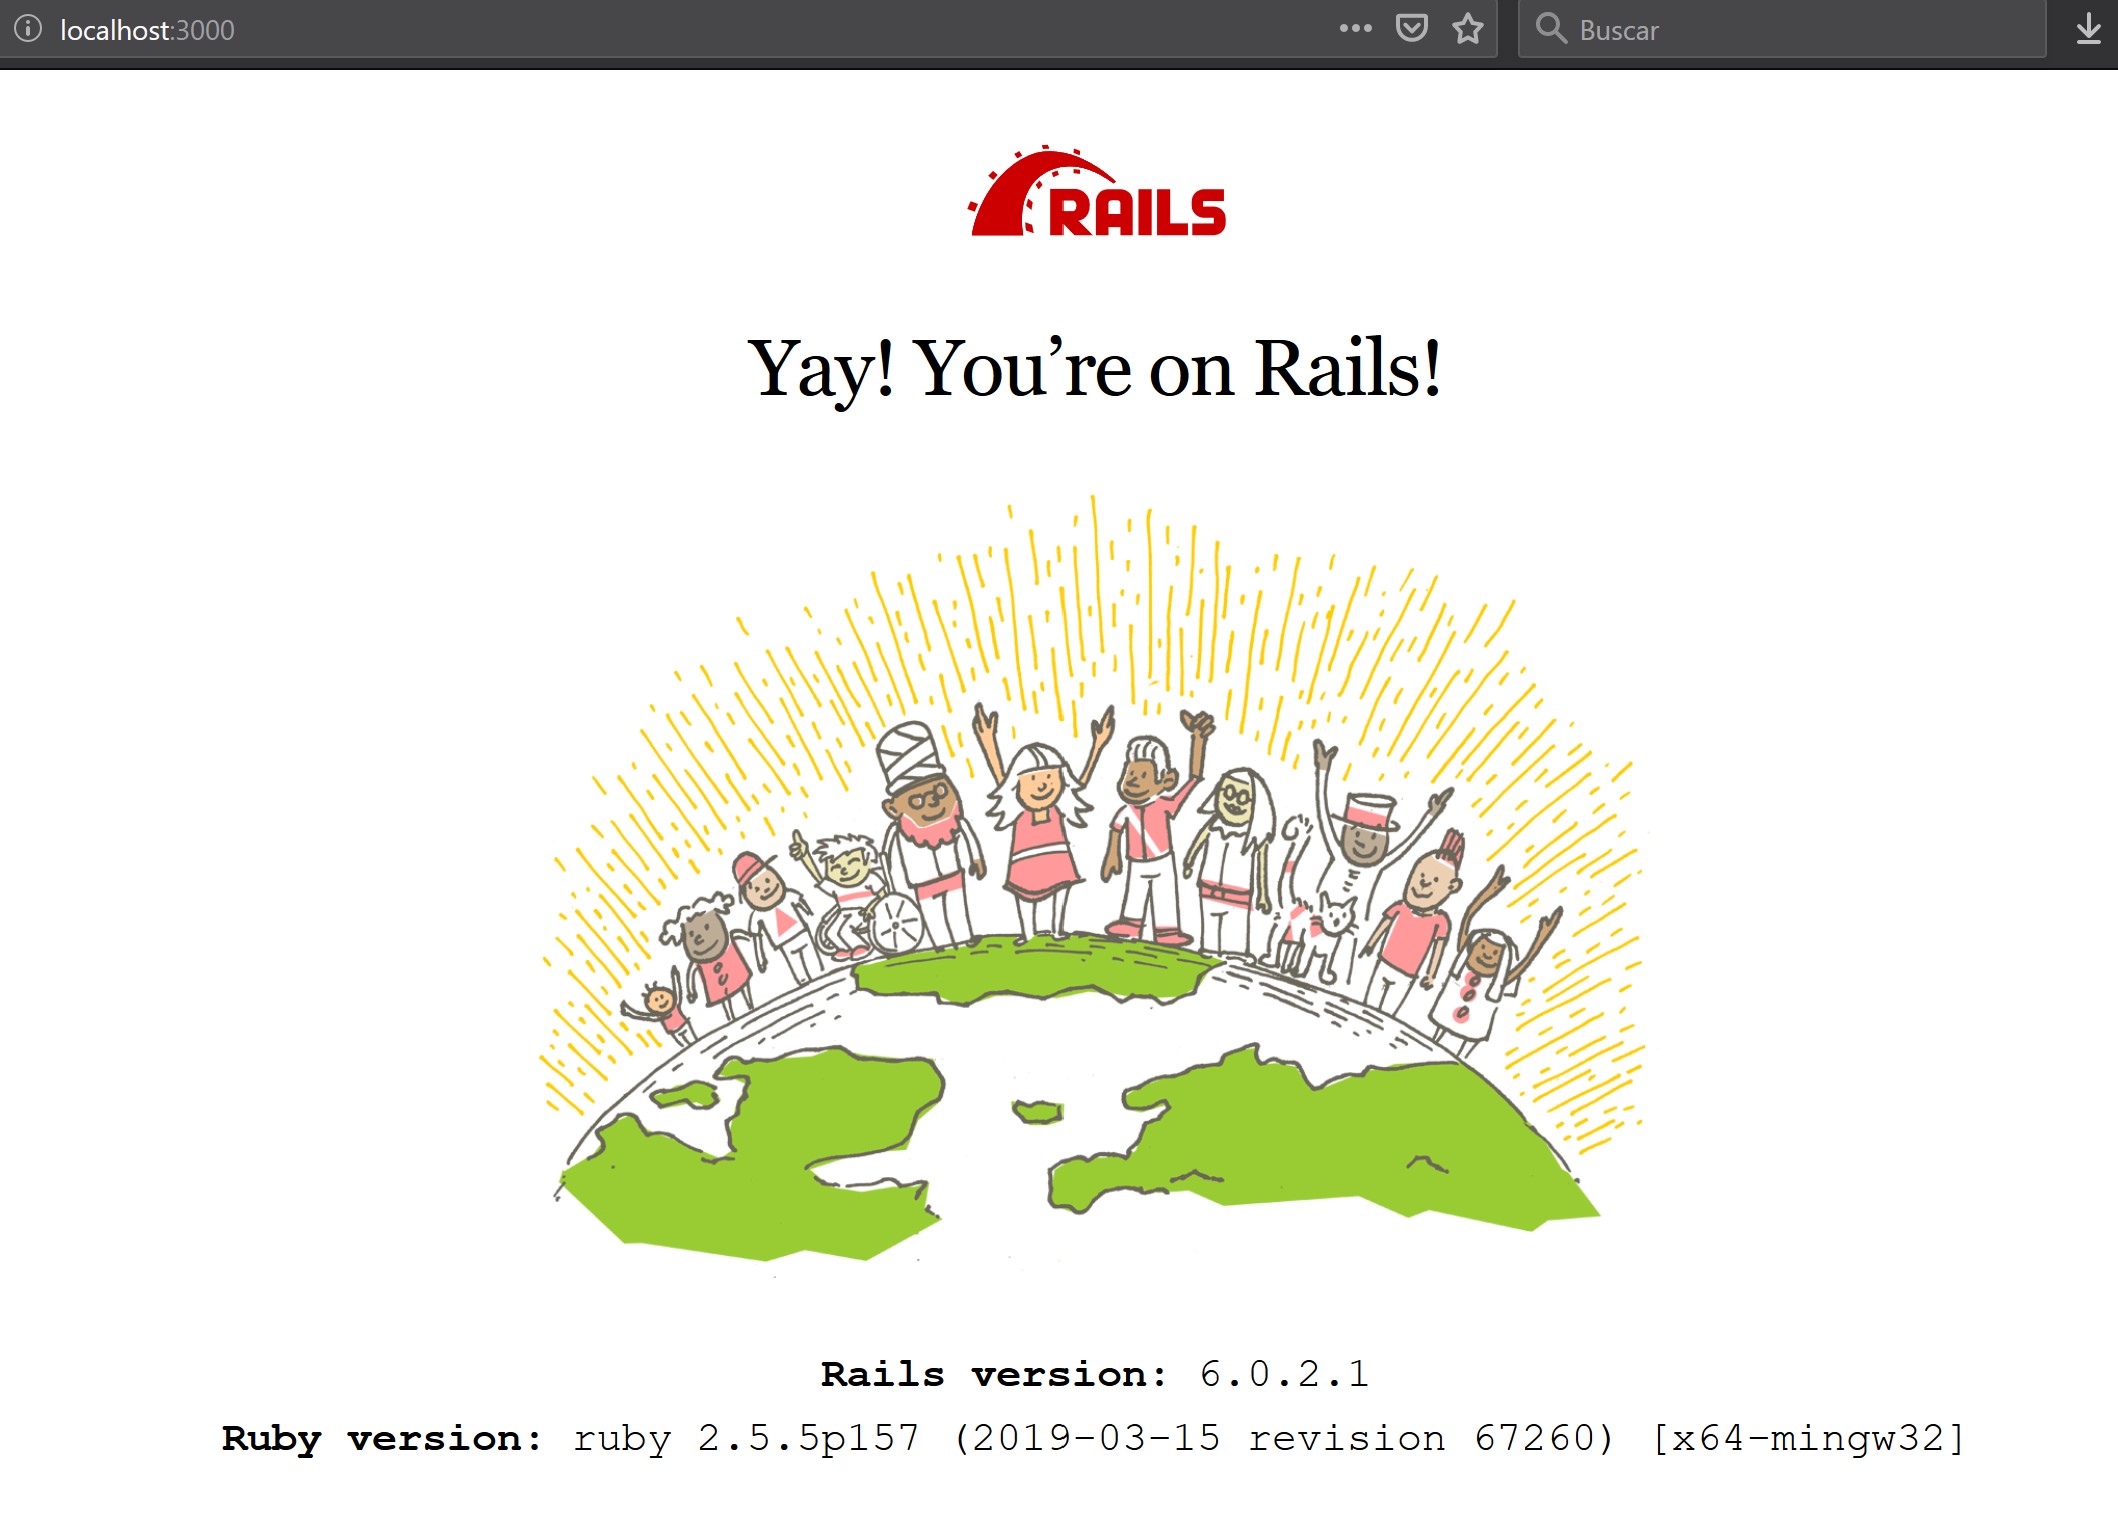 localhost:3000
Buscar
RAILS
Yay! You’re on Rails!
Rails version: 6.0.2.1
Ruby version: ruby 2.5.5p157 (2019-03-15 revision 67260) [x64-mingw32]